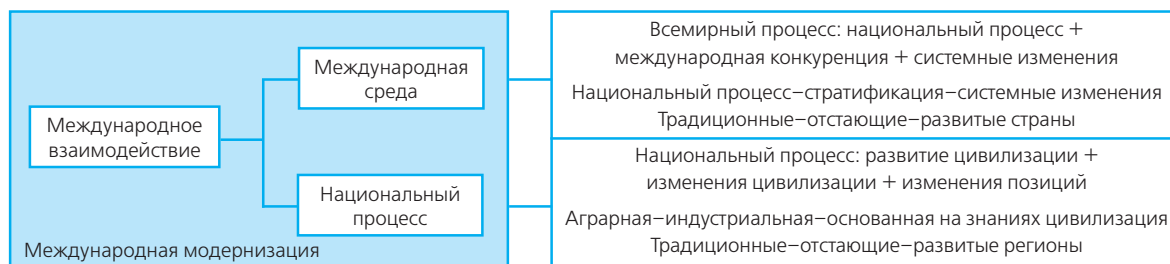 Международное
взаимодействие
Международная
среда
Национальный
процесс
Международная модернизация
Всемирный процесс: национальный процесс +
международная конкуренция + системные изменения
Национальный процесс–стратификация–системные изменения
Традиционные–отстающие–развитые страны
Национальный процесс: развитие цивилизации +
изменения цивилизации + изменения позиций
Аграрная–индустриальная–основанная на знаниях цивилизация
Традиционные–отстающие–развитые регионы